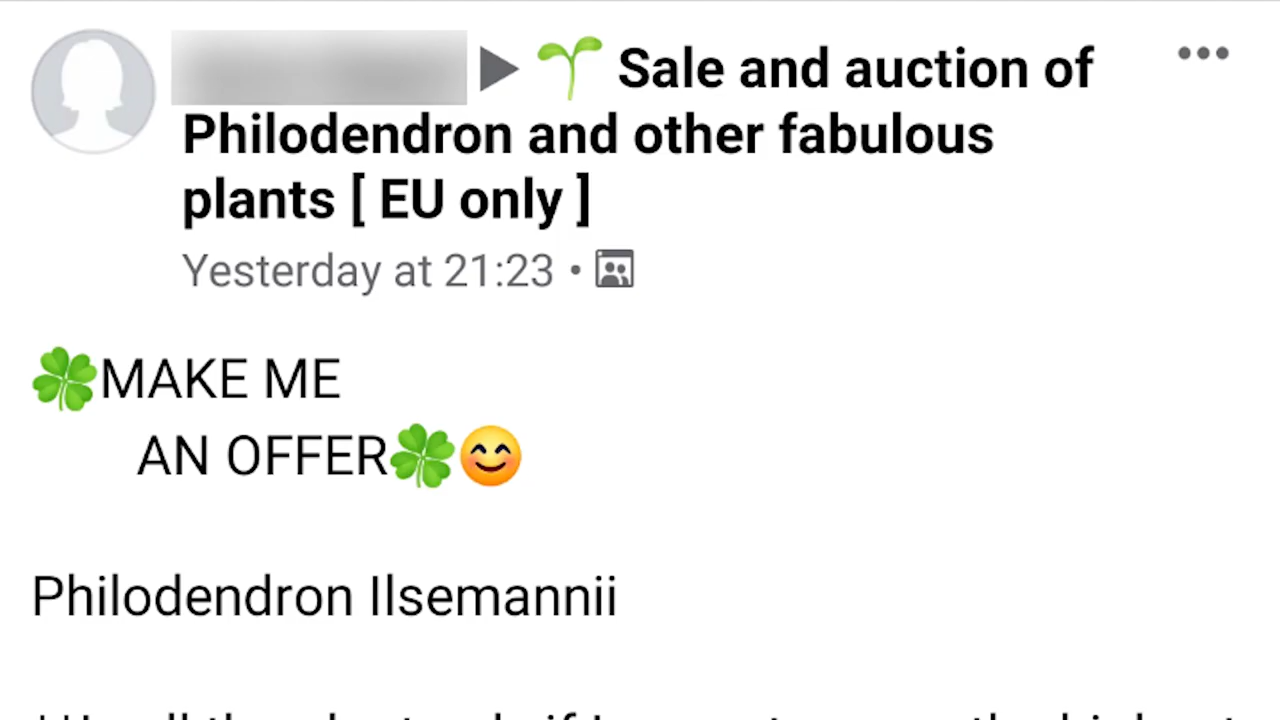 Sale and auction of
Philodendron and other fabulous
plants [ EU only ]
Yesterday at 21:23 •
MAKE ME
AN OFFER
Philodendron Ilsemannii